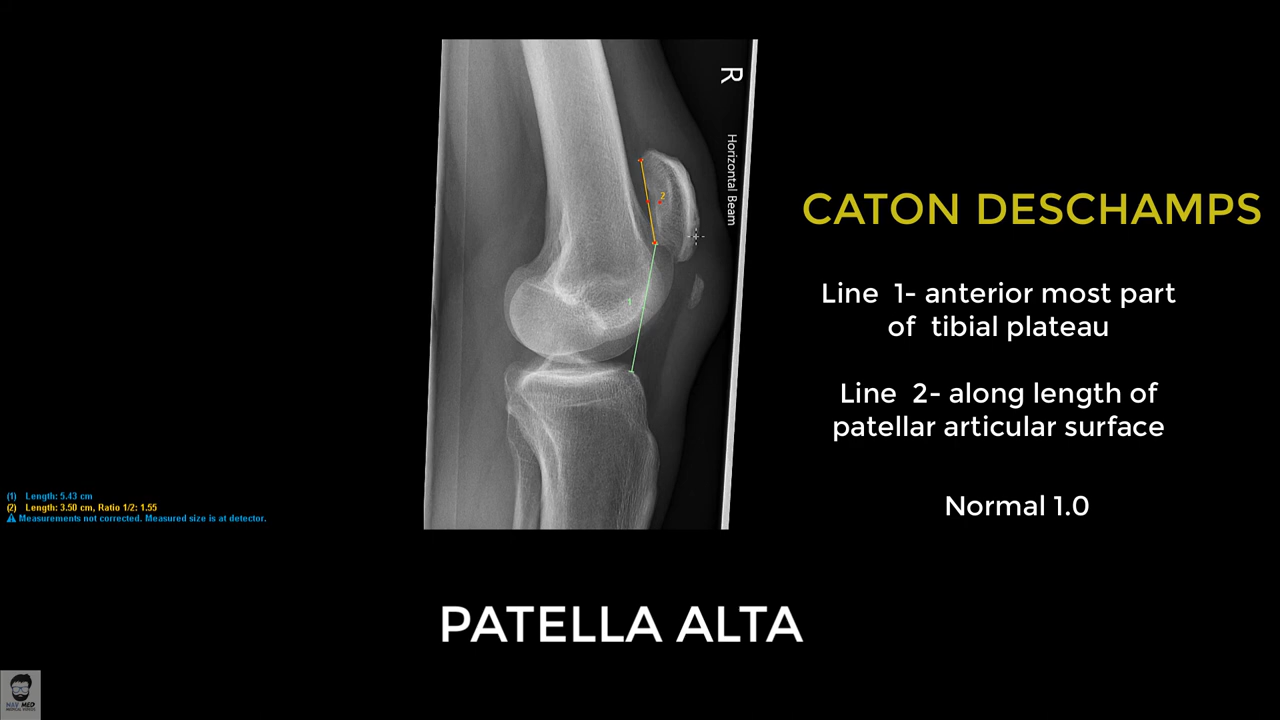 R
Horizontal Beam
2
1
CATON DESCHAMPS
Line 1- anterior most part
of tibial plateau
Line 2- along length of
patellar articular surface
Normal 1.0
(1) Length: 5.43 cm
(2) Length: 3.50 cm, Ratio 1/2: 1.55
Measurements not corrected. Measured size is at detector.
PATELLA ALTA
NAV MED